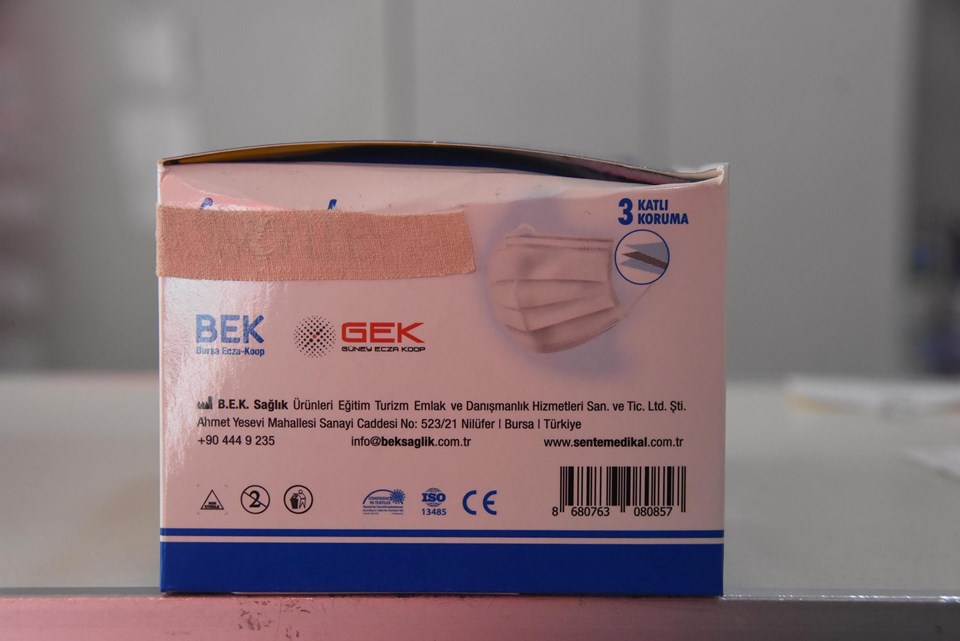 3 KATLI
KORUMA
BEK
Bursa Ecza-Koop
GEK
GÜNEY ECZA KOOP
B.E.K. Sağlık Ürünleri Eğitim Turizm Emlak ve Danışmanlık Hizmetleri San. ve Tic. Ltd. Şti.
Ahmet Yesevi Mahallesi Sanayi Caddesi No: 523/21 Nilüfer | Bursa | Türkiye
+90 444 9 235 info@beksaglik.com.tr www.sentemedikal.com.tr
2
ISO
13485
CE
8 680763 080857